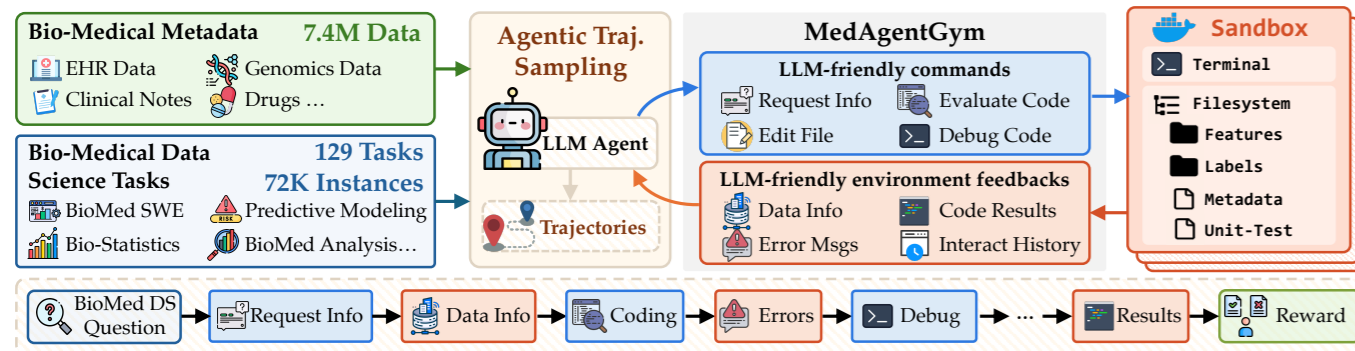 Bio-Medical Metadata 7.4M Data
EHR Data
Genomics Data
Clinical Notes
Drugs ...
Bio-Medical Data
Science Tasks
129 Tasks
72K Instances
BioMed SWE
Predictive Modeling
RISK
Bio-Statistics
BioMed Analysis...
Agentic Traj.
Sampling
LLM Agent
Trajectories
MedAgentGym
LLM-friendly commands
Request Info
Evaluate Code
Edit File
Debug Code
LLM-friendly environment feedbacks
Data Info
Code Results
Error Msgs
Interact History
Sandbox
Terminal
Filesystem
Features
Labels
Metadata
Unit-Test
BioMed DS
Question
Request Info
Data Info
Coding
Errors
Debug
...
Results
Reward